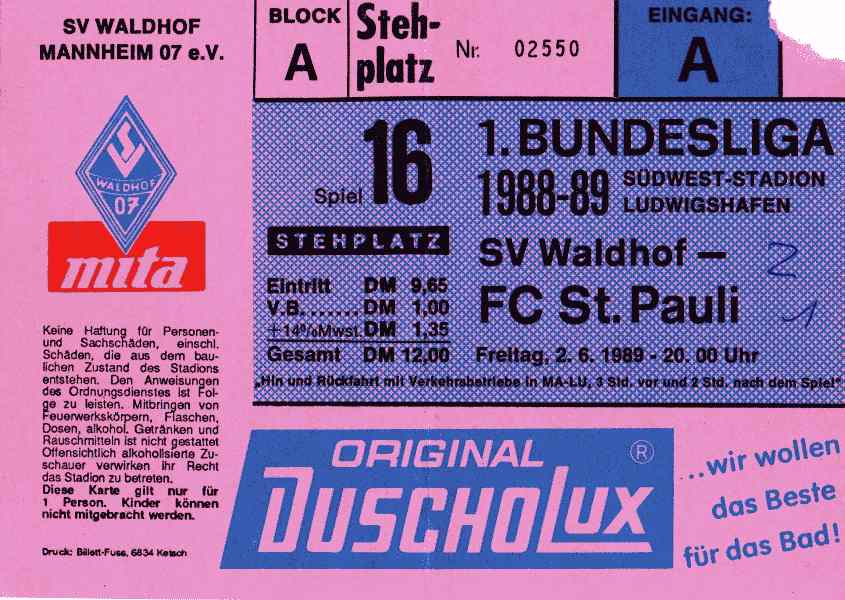 SV WALDHOF
MANNHEIM 07 e.V.
SV
WALDHOF
07
mita
Keine Haftung für Personen-
und Sachschäden, einschl.
Schäden, die aus dem bau-
lichen Zustand des Stadions
entstehen. Den Anweisungen
des Ordnungsdienstes ist Fol-
ge zu leisten. Mitbringen von
Feuerwerkskörpern, Flaschen,
Dosen, alkohol. Getränken und
Rauschmitteln ist nicht gestattet
Offensichtlich alkoholisierte Zu-
schauer verwirken ihr Recht
das Stadion zu betreten.
Diese Karte gilt nur für
1 Person. Kinder können
nicht mitgebracht werden.
Druck: Billett-Fuss, 6834 Ketsch
BLOCK
A
Steh-
platz
Nr. 02550
EINGANG:
A
Spiel 16
STEHPLATZ
Eintritt DM 9,65
V.B........DM 1,00
+14%Mwst.DM 1,35
Gesamt DM 12,00
1. BUNDESLIGA
1988-89 SÜDWEST-STADION
LUDWIGSHAFEN
SV Waldhof – 2
FC St. Pauli 1
Freitag, 2. 6. 1989 - 20. 00 Uhr
„Hin und Rückfahrt mit Verkehrsbetriebe in MA-LU, 3 Std. vor und 2 Std. nach dem Spiel"
ORIGINAL ®
DUSCHOLUX
...wir wollen
das Beste
für das Bad!